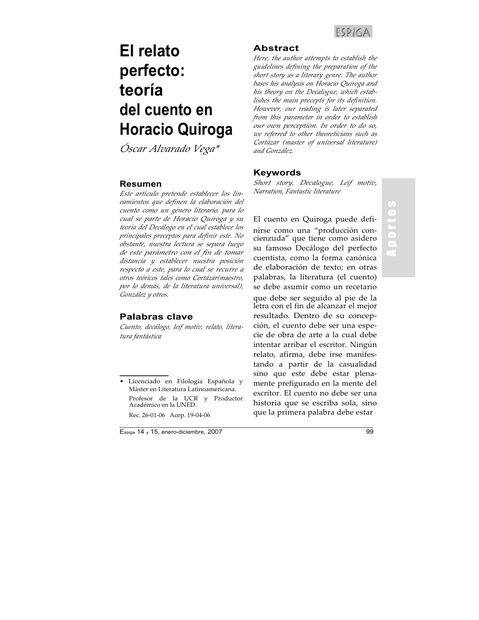 ESPIGA
El relato
perfecto:
teoría
del cuento en
Horacio Quiroga
Óscar Alvarado Vega*
Resumen
Este artículo pretende establecer los lin-
eamientos que definen la elaboración del
cuento como un género literario, para lo
cual se parte de Horacio Quiroga y su
teoría del Decálogo en el cual establece los
principales preceptos para definir este. No
obstante, nuestra lectura se separa luego
de este parámetro con el fin de tomar
distancia y establecer nuestra posición
respecto a este, para lo cual se recurre a
otros teóricos tales como Cortázar(maestro,
por lo demás, de la literatura universal),
González y otros.
Palabras clave
Cuento, decálogo, leif motiv, relato, litera-
tura fantástica
* Licenciado en Filología Española y
Máster en Literatura Latinoamericana.
Profesor de la UCR y Productor
Académico en la UNED.
Rec. 26-01-06 Acep. 19-04-06
Abstract
Here, the author attempts to establish the
guidelines defining the preparation of the
short story as a literary genre. The author
bases his analysis on Horacio Quiroga and
his theory on the Decalogue, which estab-
lishes the main precepts for its definition.
However, our reading is later separated
from this parameter in order to establish
our own perception. In order to do so,
we referred to other theoreticians such as
Cortázar (master of universal literature)
and González.
Keywords
Short story, Decalogue, Leif motiv,
Narration, Fantastic literature
El cuento en Quiroga puede defi-
nirse como una "producción con-
cienzuda" que tiene como asidero
su famoso Decálogo del perfecto
cuentista, como la forma canónica
de elaboración de texto; en otras
palabras, la literatura (el cuento)
se debe asumir como un recetario
que debe ser seguido al pie de la
letra con el fin de alcanzar el mejor
resultado. Dentro de su concep-
ción, el cuento debe ser una espe-
cie de obra de arte a la cual debe
intentar arribar el escritor. Ningún
relato, afirma, debe irse manifes-
tando a partir de la casualidad
sino que este debe estar plena-
mente prefigurado en la mente del
escritor. El cuento no debe ser una
historia que se escriba sola, sino
que la primera palabra debe estar
Aportes
Espiga 14 y 15, enero-diciembre, 2007
99